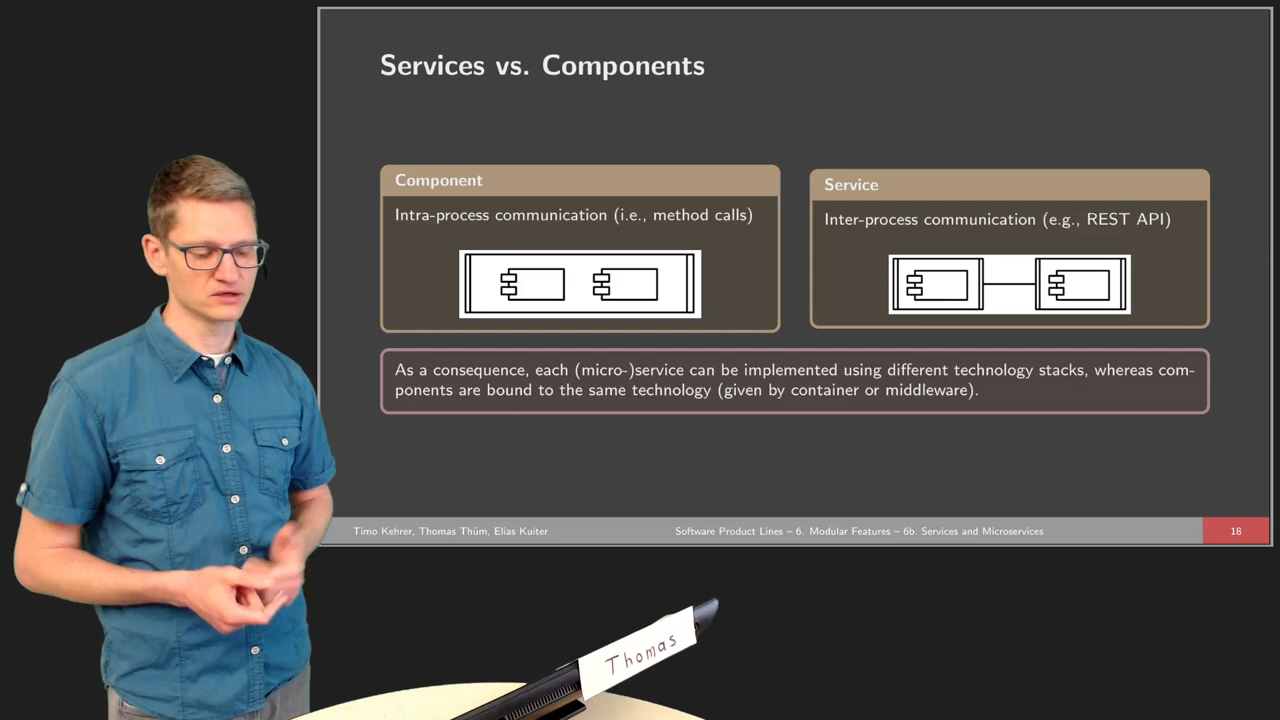 Services vs. Components
Component
Intra-process communication (i.e., method calls)
Service
Inter-process communication (e.g., REST API)
As a consequence, each (micro-)service can be implemented using different technology stacks, whereas com-
ponents are bound to the same technology (given by container or middleware).
Timo Kehrer, Thomas Thüm, Elias Kuiter
Software Product Lines – 6. Modular Features – 6b. Services and Microservices
18
Thomas